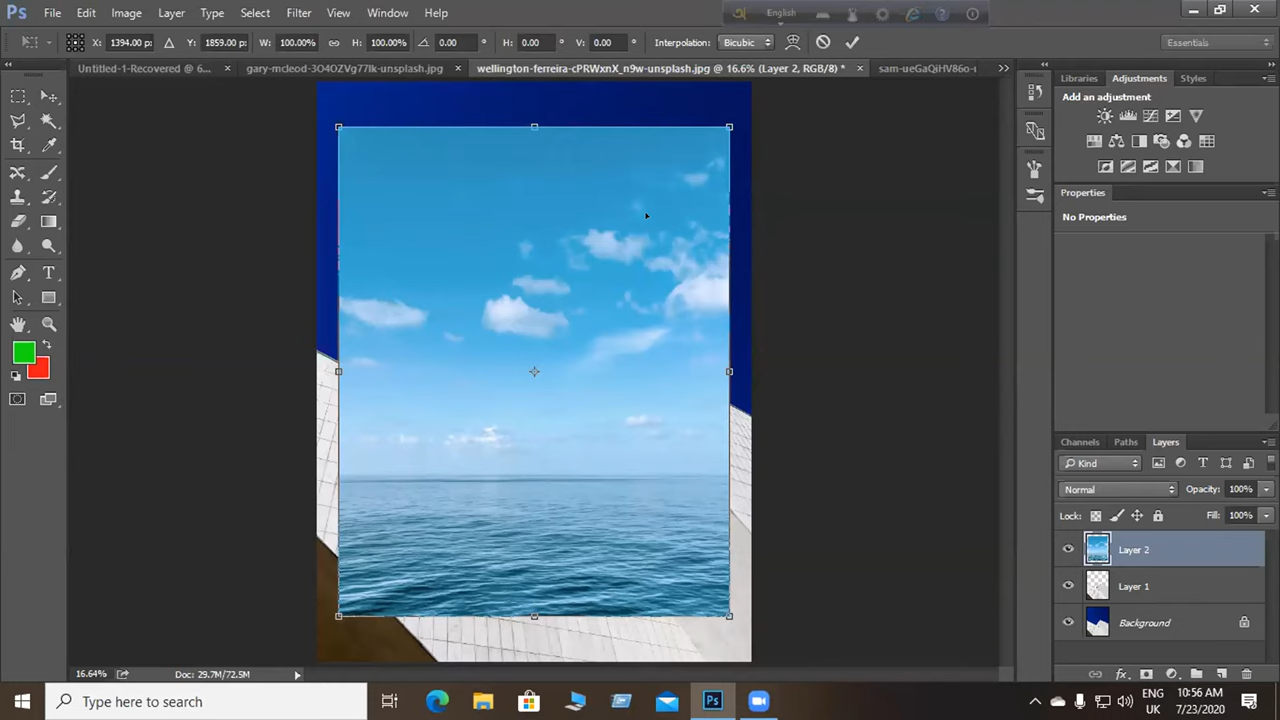 Ps File Edit Image Layer Type Select Filter 3D View Window Help
English
X: 1394.00 p: Y: 1859.00 p: W: 100.00% H: 100.00% 0.00 ° H: 0.00 ° V: 0.00 ° Interpolation: Bicubic Essentials
Untitled-1-Recovered @ 6... × gary-mcleod-3O4OZVg77Ik-unsplash.jpg × wellington-ferreira-cPRWxnX_n9w-unsplash.jpg @ 16.6% (Layer 2, RGB/8) * × sam-ueGaQiHV86o-i
Libraries Adjustments Styles
Add an adjustment
Properties
No Properties
Channels Paths Layers
Kind
Normal Opacity: 100%
Lock: Fill: 100%
Layer 2
Layer 1
Background
16.64% Doc: 29.7M/72.5M
Type here to search
Ps
ENG
UK
10:56 AM
7/23/2020